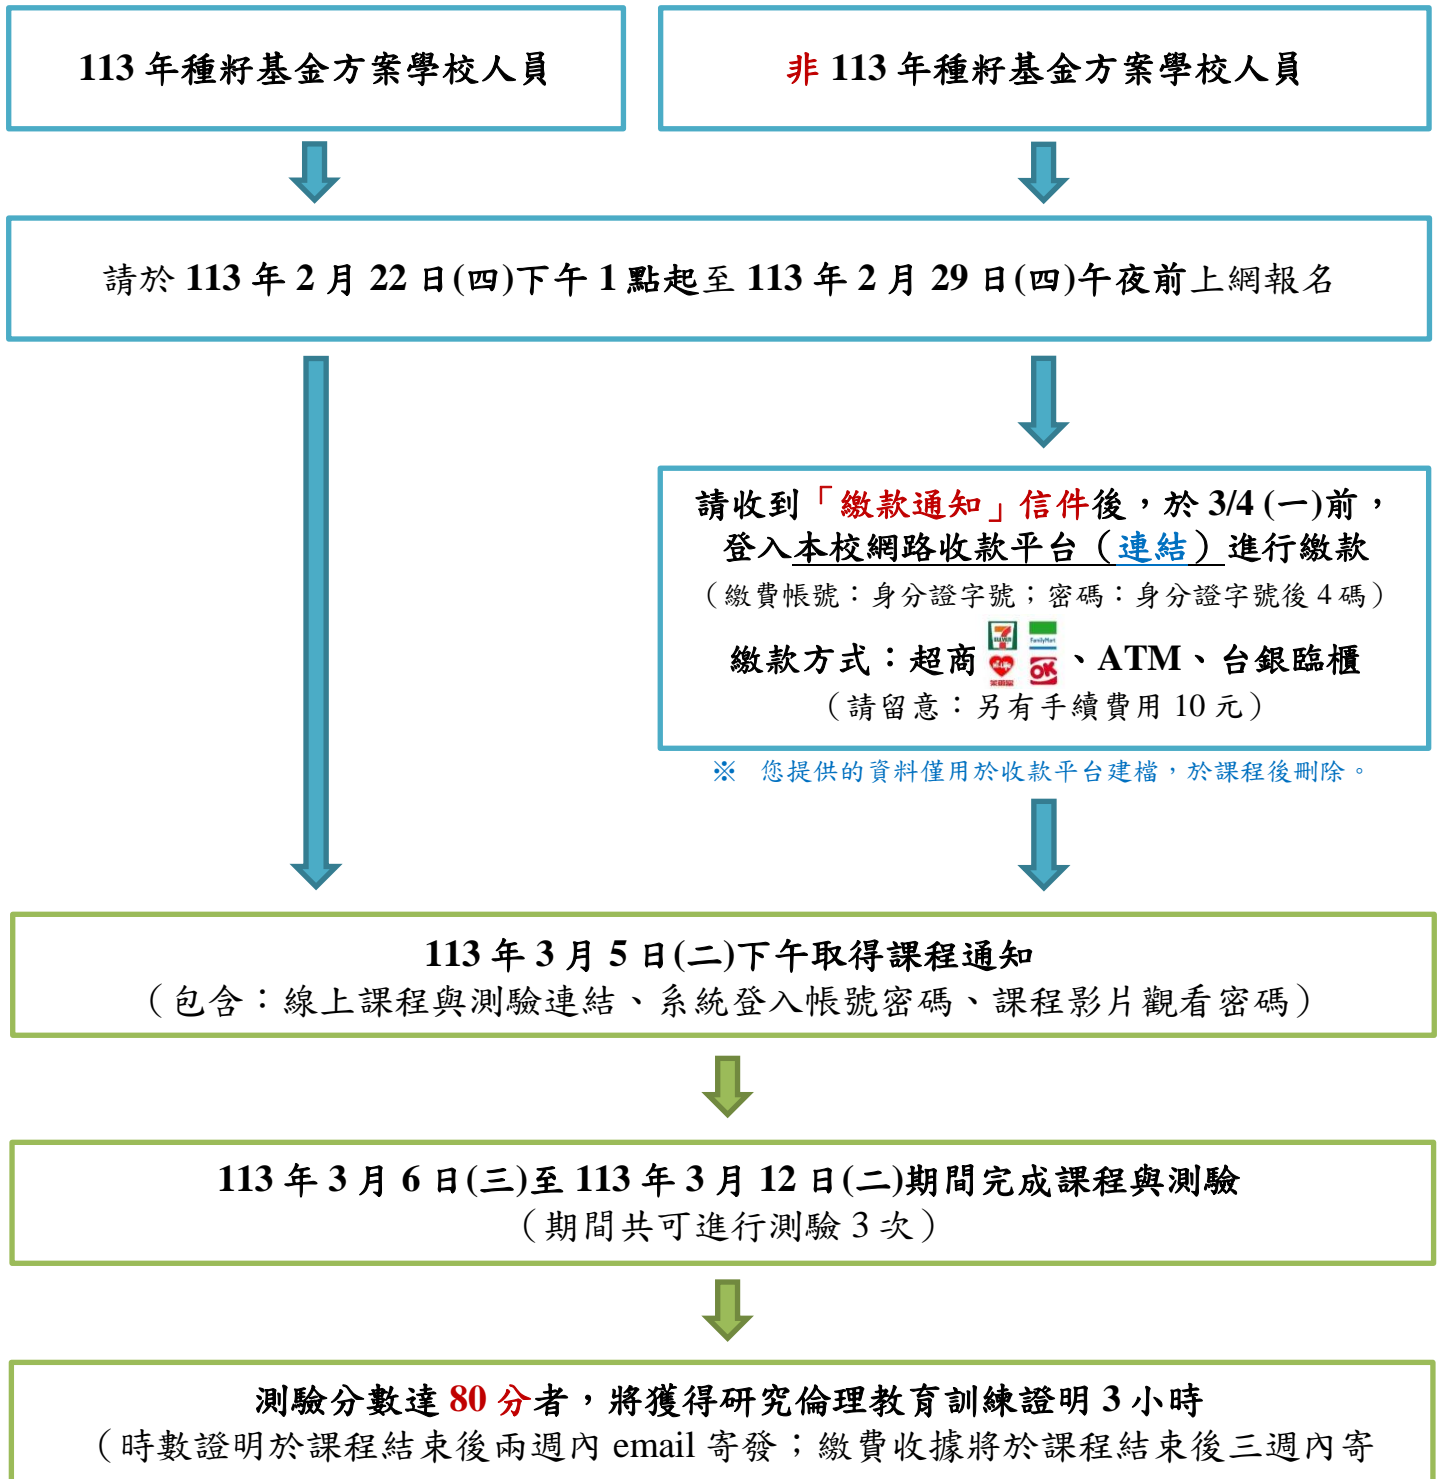 113 年種籽基金方案學校人員
非 113 年種籽基金方案學校人員
請於 113 年 2 月 22 日(四)下午 1 點起至 113 年 2 月 29 日(四)午夜前上網報名
請收到「繳款通知」信件後，於 3/4 (一)前，
登入本校網路收款平台（連結）進行繳款
（繳費帳號：身分證字號；密碼：身分證字號後 4 碼）
繳款方式：超商 、ATM、台銀臨櫃
7 ELEVEN FamilyMart
萊爾富 OK
（請留意：另有手續費用 10 元）
※ 您提供的資料僅用於收款平台建檔，於課程後刪除。
113 年 3 月 5 日(二)下午取得課程通知
（包含：線上課程與測驗連結、系統登入帳號密碼、課程影片觀看密碼）
113 年 3 月 6 日(三)至 113 年 3 月 12 日(二)期間完成課程與測驗
（期間共可進行測驗 3 次）
測驗分數達 80 分者，將獲得研究倫理教育訓練證明 3 小時
（時數證明於課程結束後兩週內 email 寄發；繳費收據將於課程結束後三週內寄